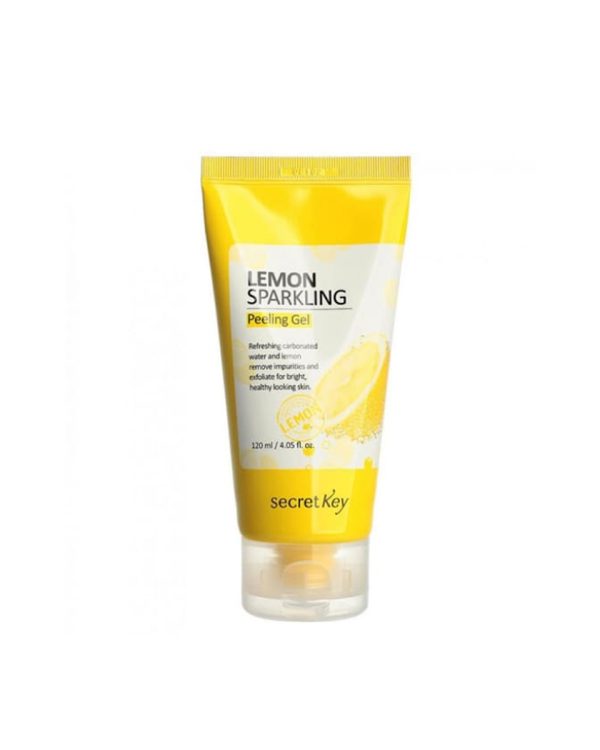 LEMON
SPARKLING
Peeling Gel
Refreshing carbonated
water and lemon
remove impurities and
exfoliate for bright,
healthy looking skin.
LEMON
120 ml / 4.05 fl. oz.
secretKey